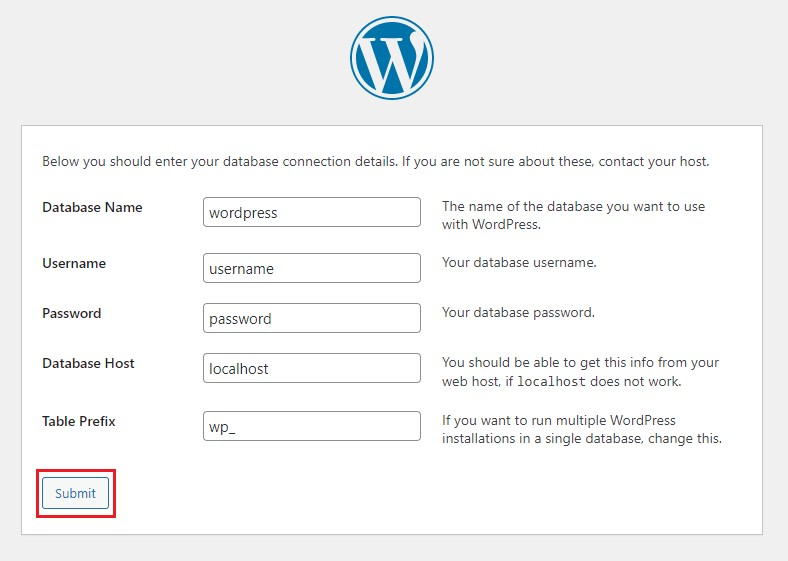 W
Below you should enter your database connection details. If you are not sure about these, contact your host.
Database Name
wordpress
The name of the database you want to use
with WordPress.
Username
username
Your database username.
Password
password
Your database password.
Database Host
localhost
You should be able to get this info from your
web host, if localhost does not work.
Table Prefix
wp_
If you want to run multiple WordPress
installations in a single database, change this.
Submit